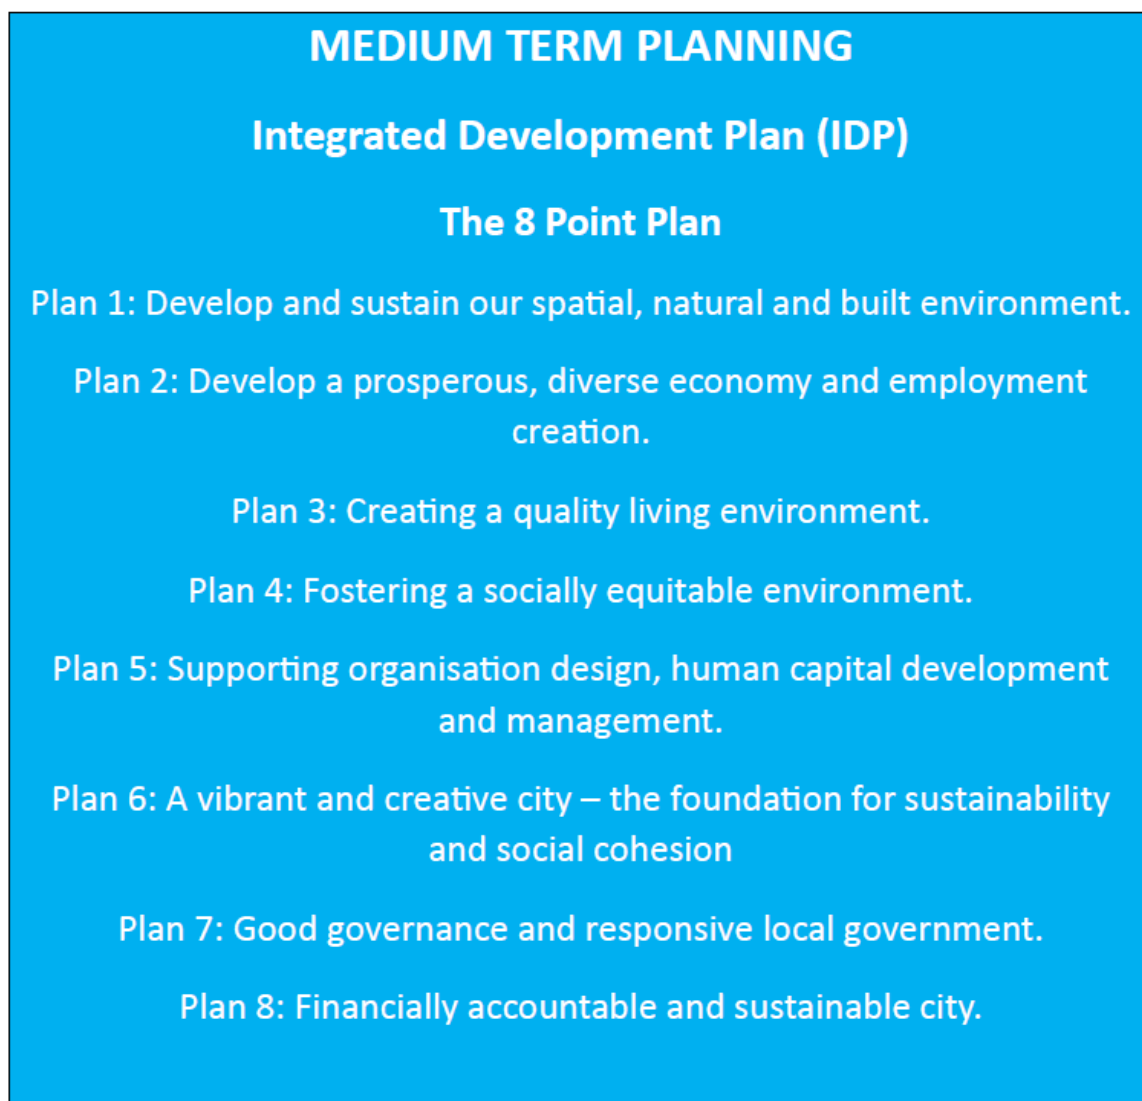 MEDIUM TERM PLANNING
Integrated Development Plan (IDP)
The 8 Point Plan
Plan 1: Develop and sustain our spatial, natural and built environment.
Plan 2: Develop a prosperous, diverse economy and employment
creation.
Plan 3: Creating a quality living environment.
Plan 4: Fostering a socially equitable environment.
Plan 5: Supporting organisation design, human capital development
and management.
Plan 6: A vibrant and creative city – the foundation for sustainability
and social cohesion
Plan 7: Good governance and responsive local government.
Plan 8: Financially accountable and sustainable city.